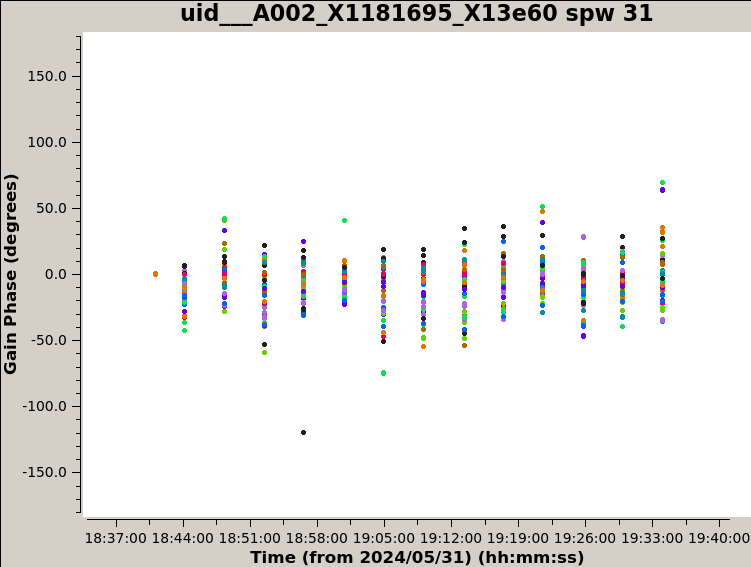 uid___A002_X1181695_X13e60 spw 31
Gain Phase (degrees)
150.0
100.0
50.0
0.0
-50.0
-100.0
-150.0
18:37:00 18:44:00 18:51:00 18:58:00 19:05:00 19:12:00 19:19:00 19:26:00 19:33:00 19:40:00
Time (from 2024/05/31) (hh:mm:ss)